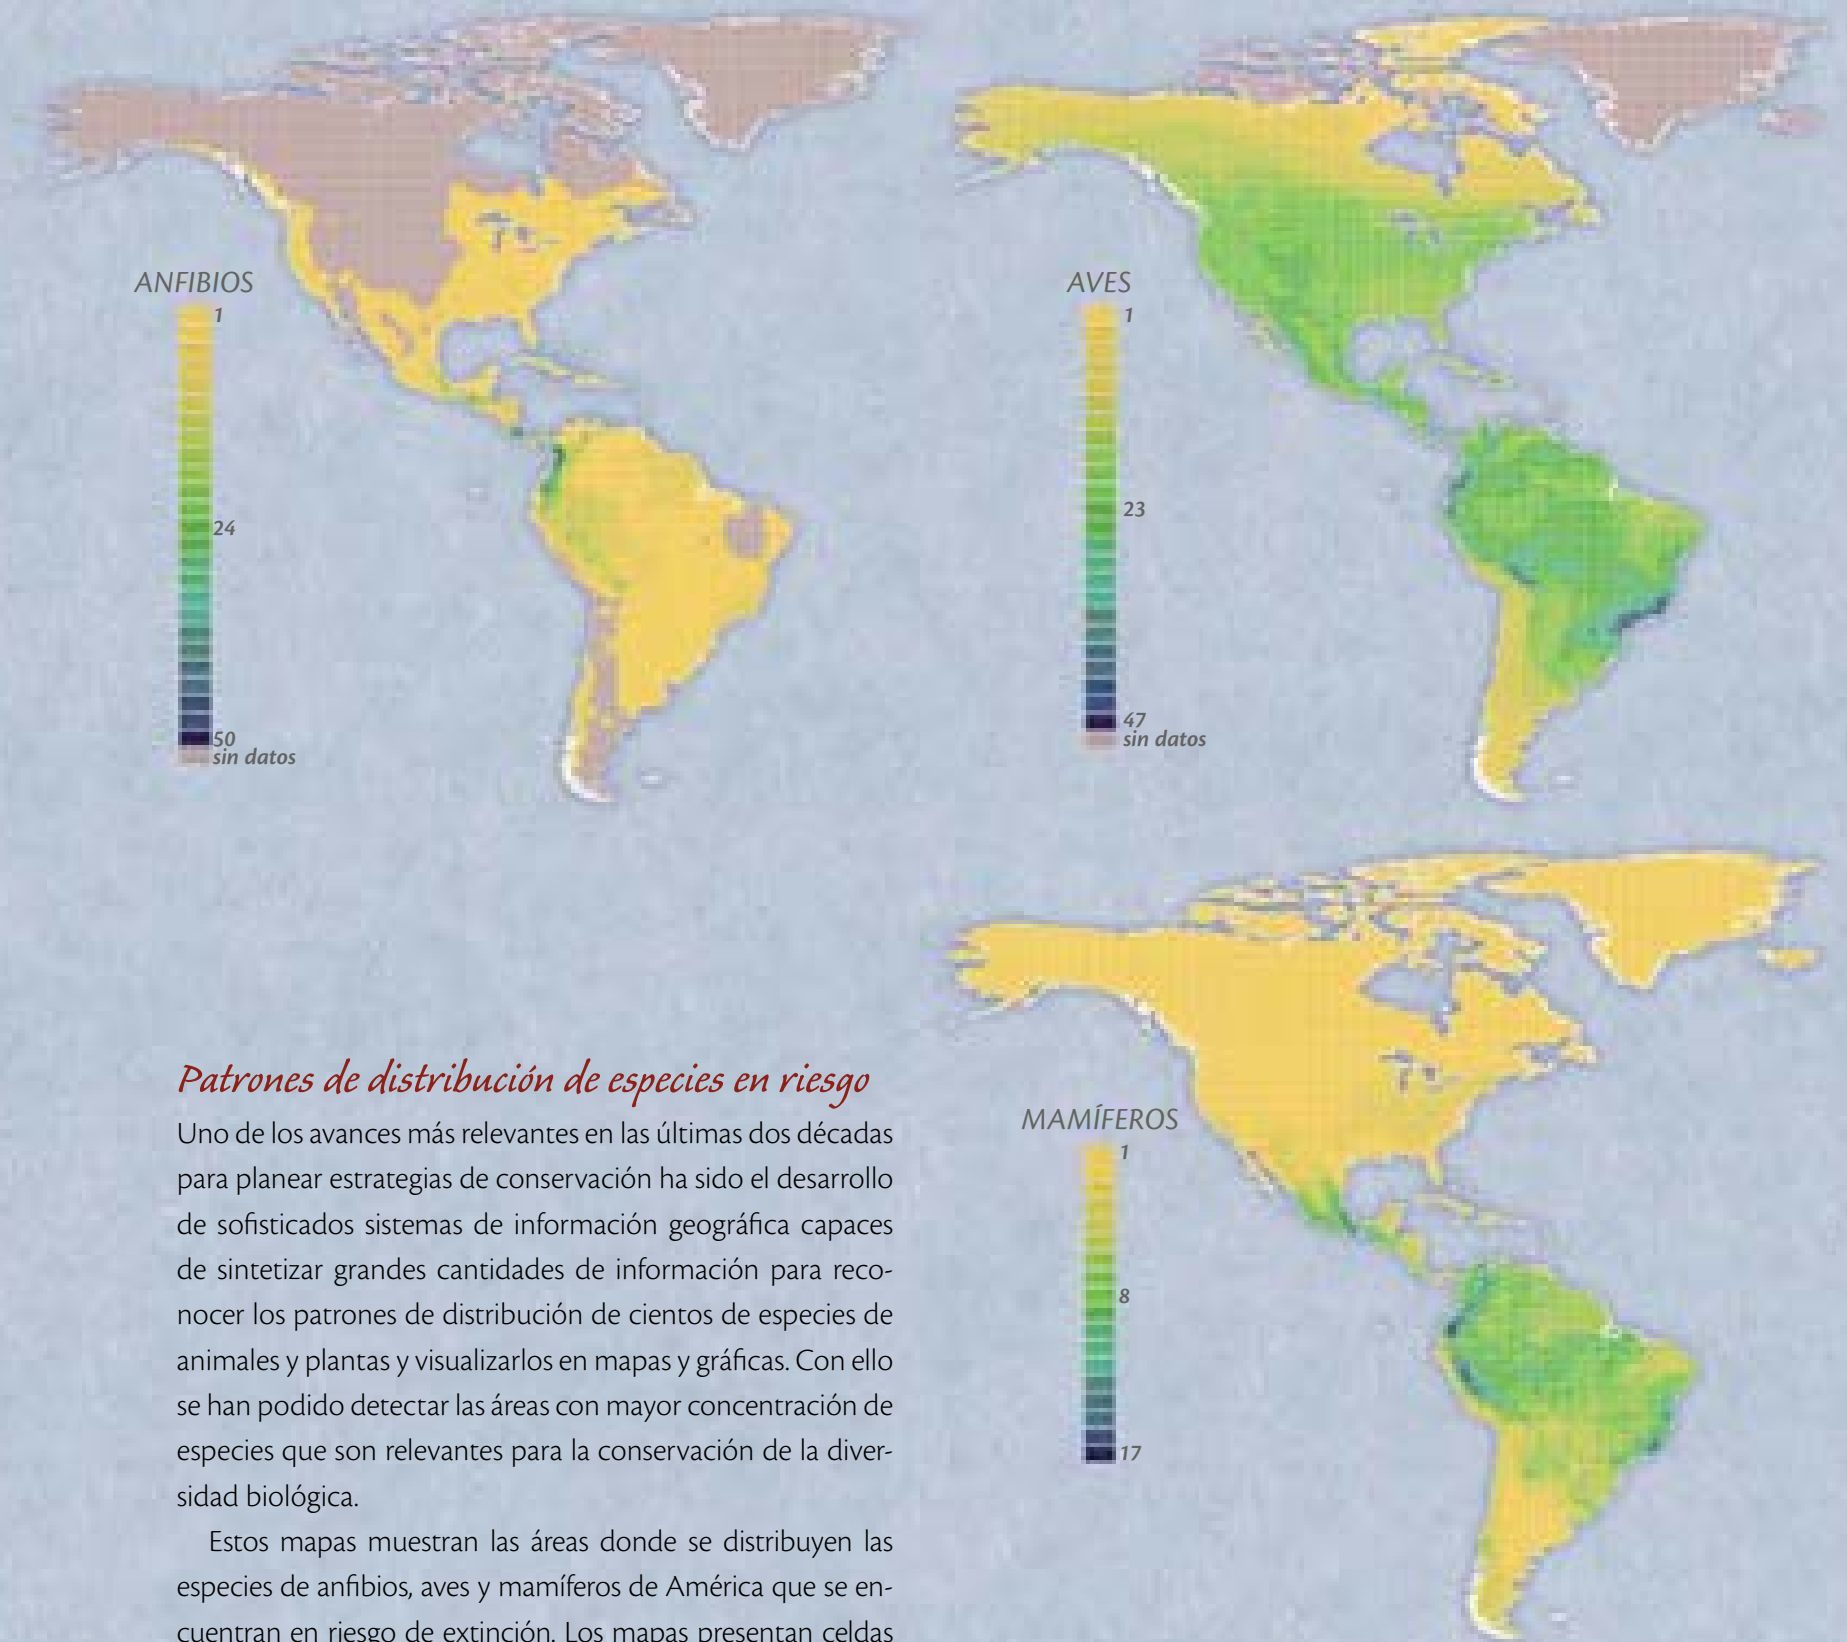 ANFIBIOS
1
24
50
sin datos
AVES
1
23
47
sin datos
MAMÍFEROS
1
8
17
Patrones de distribución de especies en riesgo
Uno de los avances más relevantes en las últimas dos décadas
para planear estrategias de conservación ha sido el desarrollo
de sofisticados sistemas de información geográfica capaces
de sintetizar grandes cantidades de información para reco-
nocer los patrones de distribución de cientos de especies de
animales y plantas y visualizarlos en mapas y gráficas. Con ello
se han podido detectar las áreas con mayor concentración de
especies que son relevantes para la conservación de la diver-
sidad biológica.
Estos mapas muestran las áreas donde se distribuyen las
especies de anfibios, aves y mamíferos de América que se en-
cuentran en riesgo de extinción. Los mapas presentan celdas